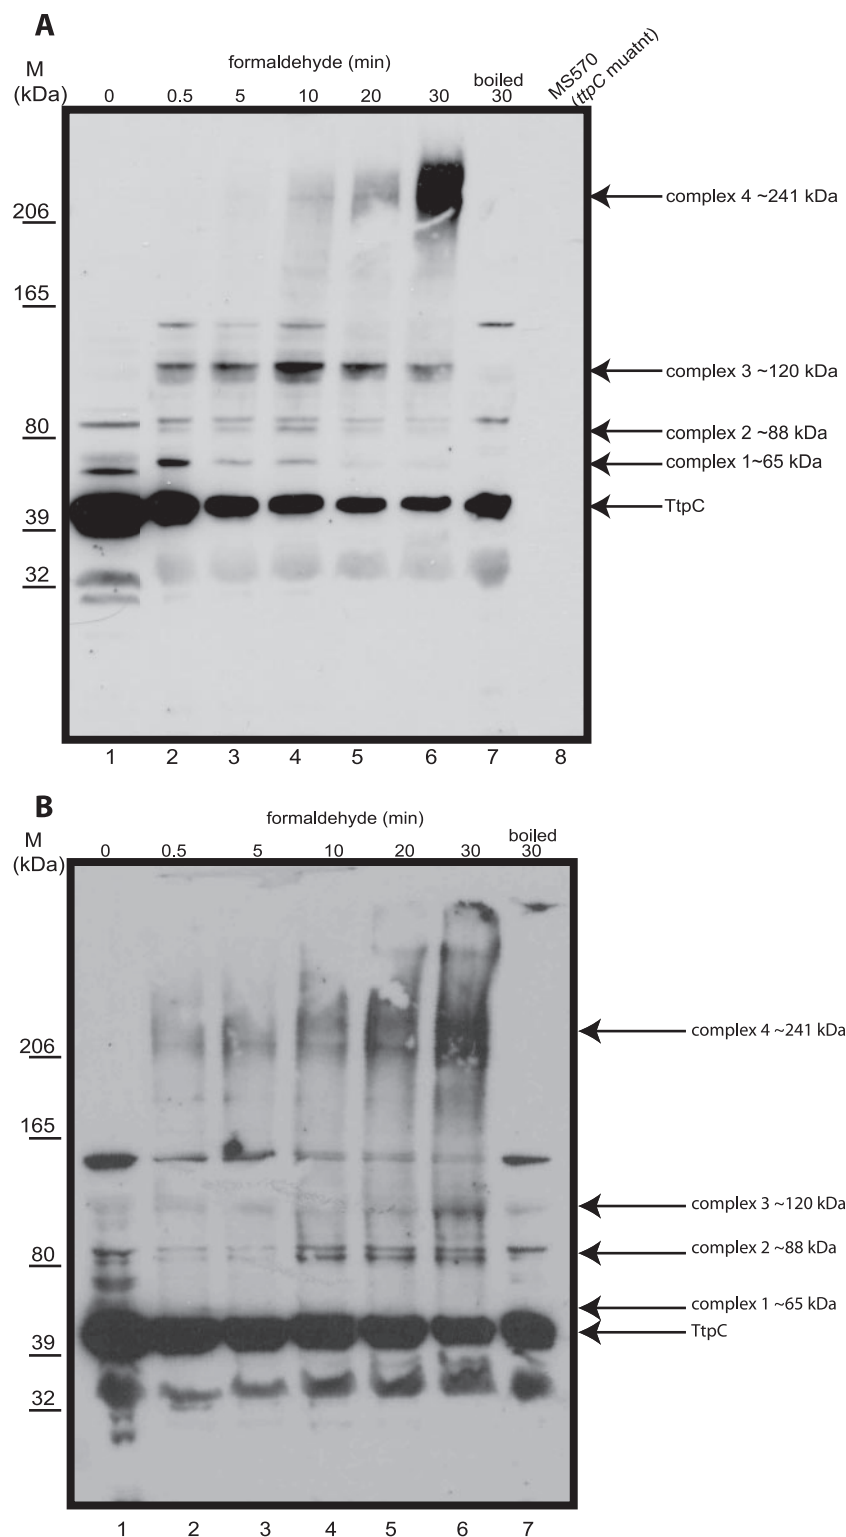 A
formaldehyde (min)
M
(kDa)
0 0.5 5 10 20 30 boiled 30
MS570
(ttpC muatnt)
complex 4 ~241 kDa
206
165
complex 3 ~120 kDa
80
complex 2 ~88 kDa
complex 1~65 kDa
TtpC
39
32
1 2 3 4 5 6 7 8
B
formaldehyde (min)
M
(kDa)
0 0.5 5 10 20 30 boiled 30
complex 4 ~241 kDa
206
165
complex 3 ~120 kDa
complex 2 ~88 kDa
80
complex 1 ~65 kDa
TtpC
39
32
1 2 3 4 5 6 7